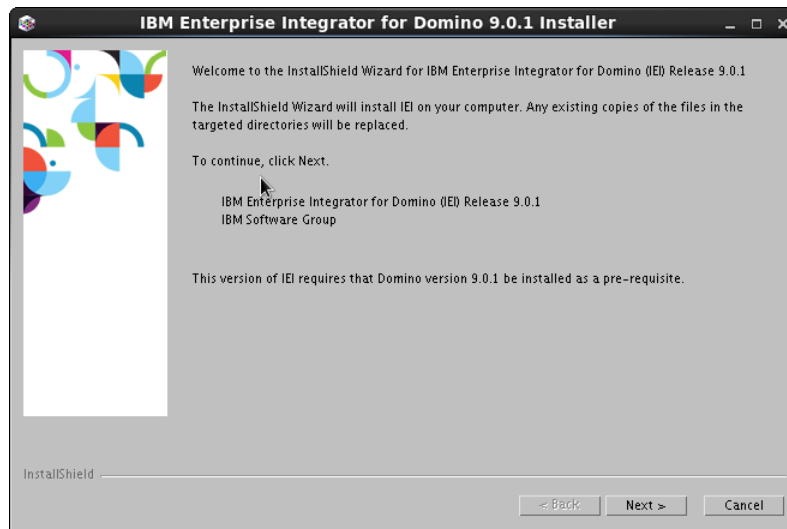 IBM Enterprise Integrator for Domino 9.0.1 Installer
Welcome to the InstallShield Wizard for IBM Enterprise Integrator for Domino (IEI) Release 9.0.1
The InstallShield Wizard will install IEI on your computer. Any existing copies of the files in the
targeted directories will be replaced.
To continue, click Next.
IBM Enterprise Integrator for Domino (IEI) Release 9.0.1
IBM Software Group
This version of IEI requires that Domino version 9.0.1 be installed as a pre-requisite.
InstallShield
< Back Next > Cancel